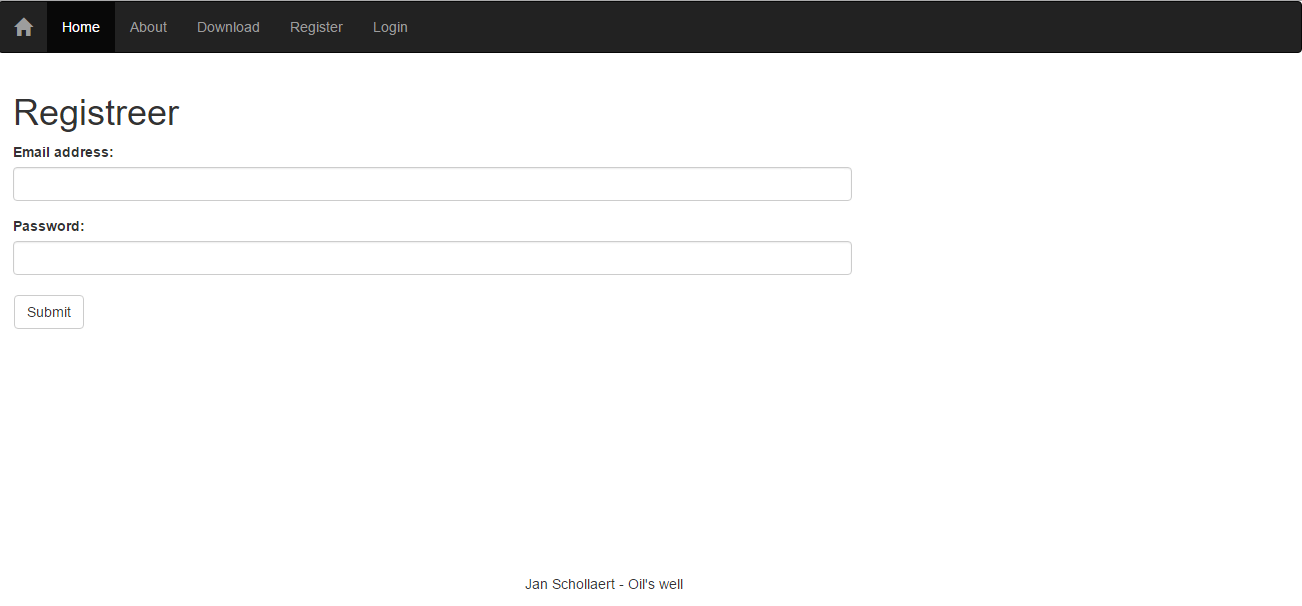 Home About Download Register Login
Registreer
Email address:
Password:
Submit
Jan Schollaert - Oil's well